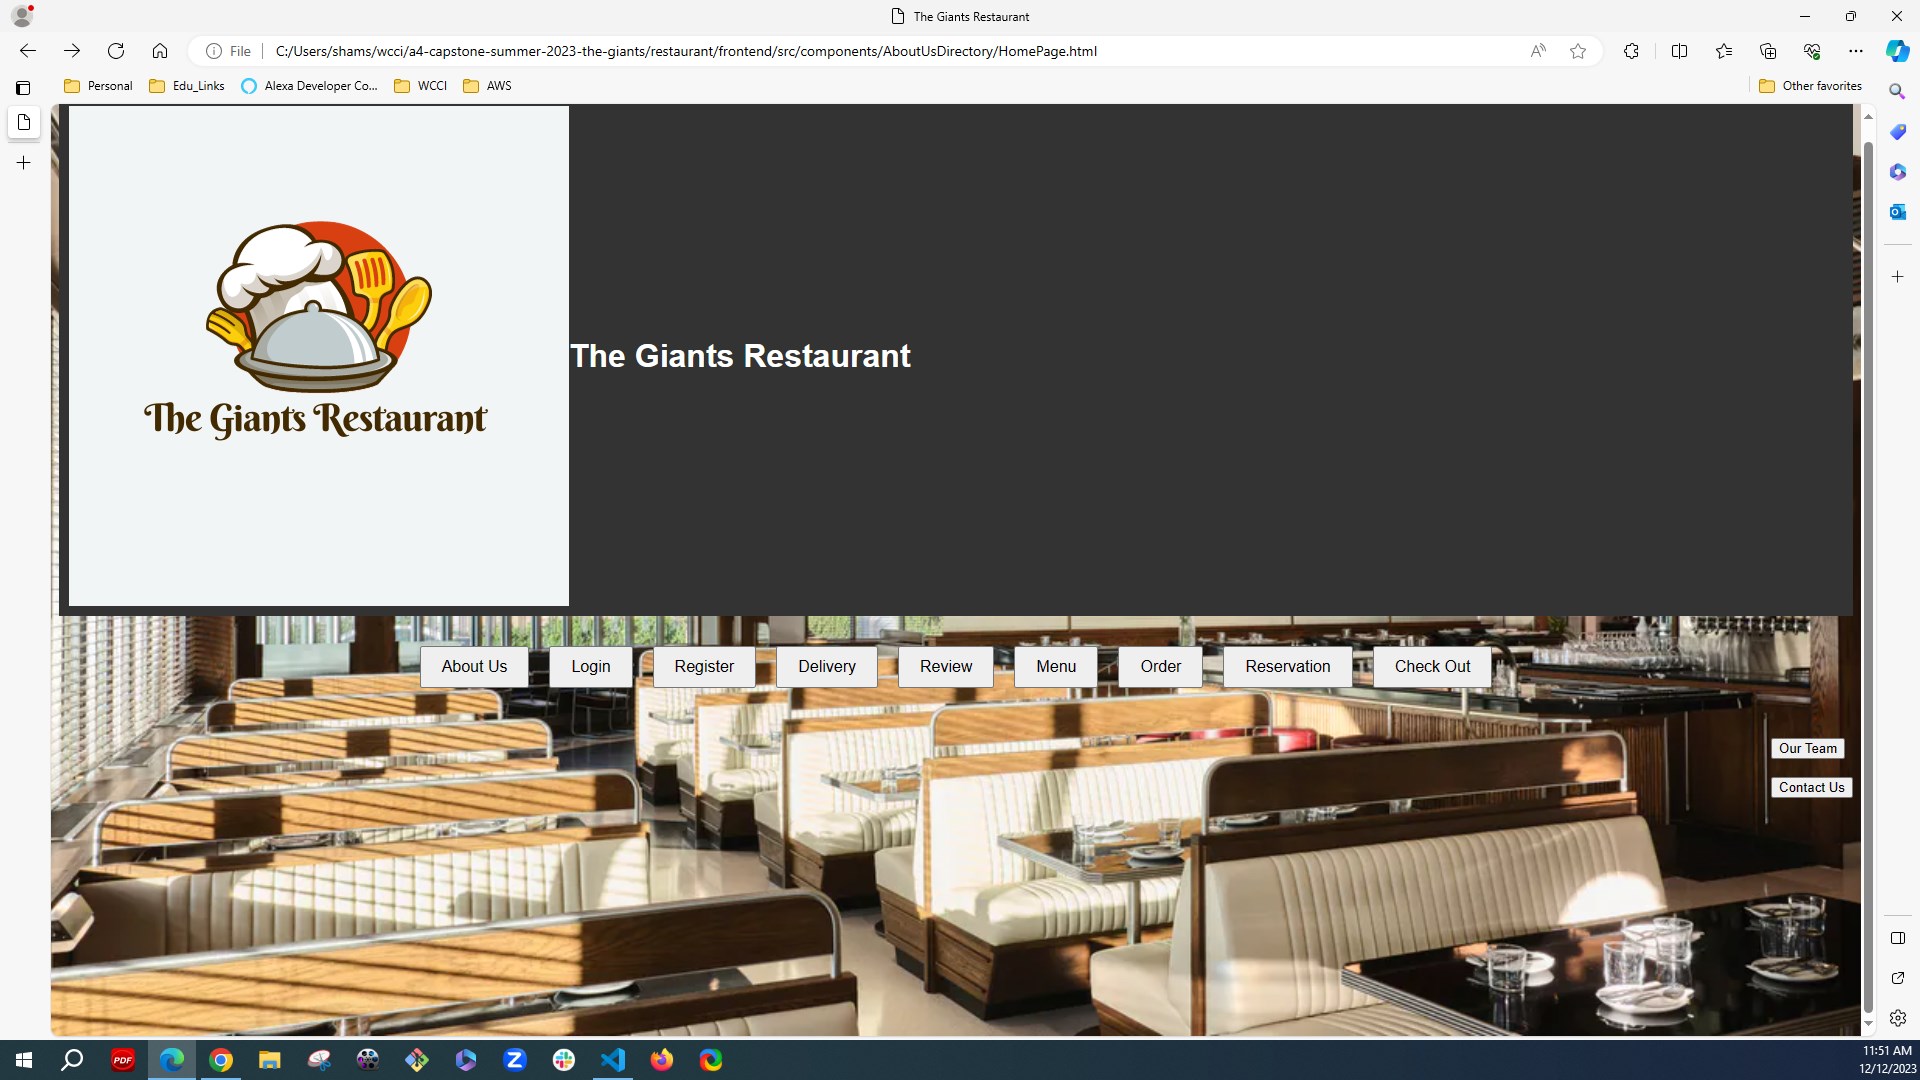 The Giants Restaurant
File
C:/Users/shams/wcci/a4-capstone-summer-2023-the-giants/restaurant/frontend/src/components/AboutUsDirectory/HomePage.html
Personal
Edu_Links
Alexa Developer Co...
WCCI
AWS
Other favorites
The Giants Restaurant
The Giants Restaurant
About Us
Login
Register
Delivery
Review
Menu
Order
Reservation
Check Out
Our Team
Contact Us
PDF
11:51 AM
12/12/2023